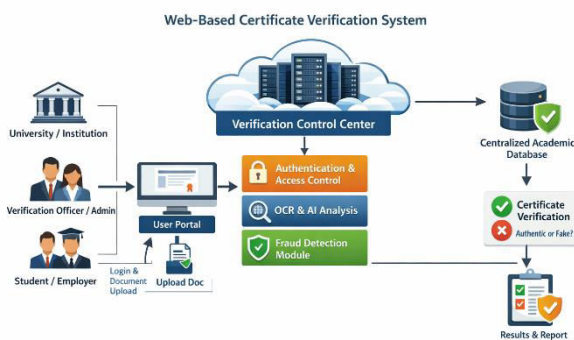 Web-Based Certificate Verification System
University / Institution
Verification Officer / Admin
Student / Employer
User Portal
Login &
Document
Upload
Upload Doc
Verification Control Center
Authentication &
Access Control
OCR & AI Analysis
Fraud Detection
Module
Centralized Academic
Database
Certificate
Verification
Authentic or Fake?
Results & Report